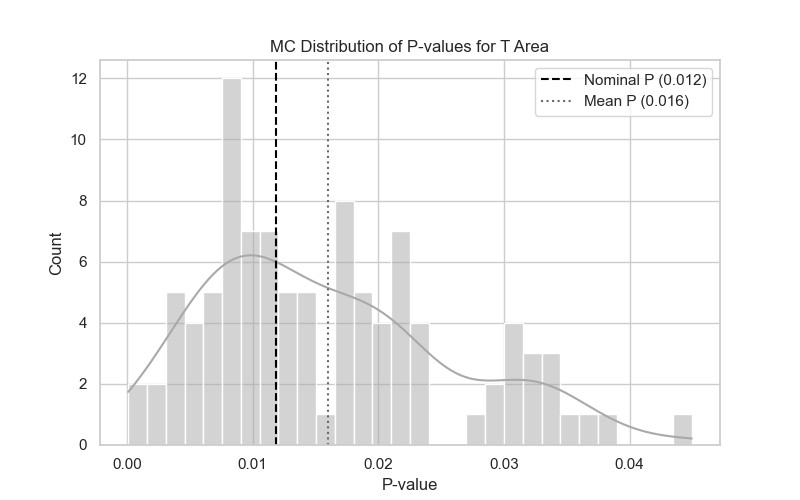 MC Distribution of P-values for T Area
Nominal P (0.012)
Mean P (0.016)
12
10
8
6
4
2
0
Count
0.00 0.01 0.02 0.03 0.04
P-value